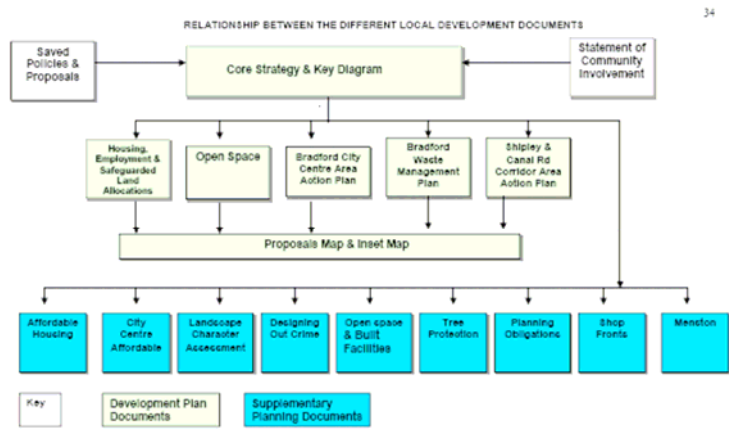 34
RELATIONSHIP BETWEEN THE DIFFERENT LOCAL DEVELOPMENT DOCUMENTS
Saved
Policies &
Proposals
Core Strategy & Key Diagram
Statement of
Community
Involvement
Housing,
Employment &
Safeguarded
Land
Allocations
Open Space
Bradford City
Centre Area
Action Plan
Bradford
Waste
Management
Plan
Shipley &
Canal Rd
Corridor Area
Action Plan
Proposals Map & Inset Map
Affordable
Housing
City
Centre
Affordable
Landscape
Character
Assessment
Designing
Out Crime
Open space
& Built
Facilities
Tree
Protection
Planning
Obligations
Shop
Fronts
Menston
Key
Development Plan
Documents
Supplementary
Planning Documents